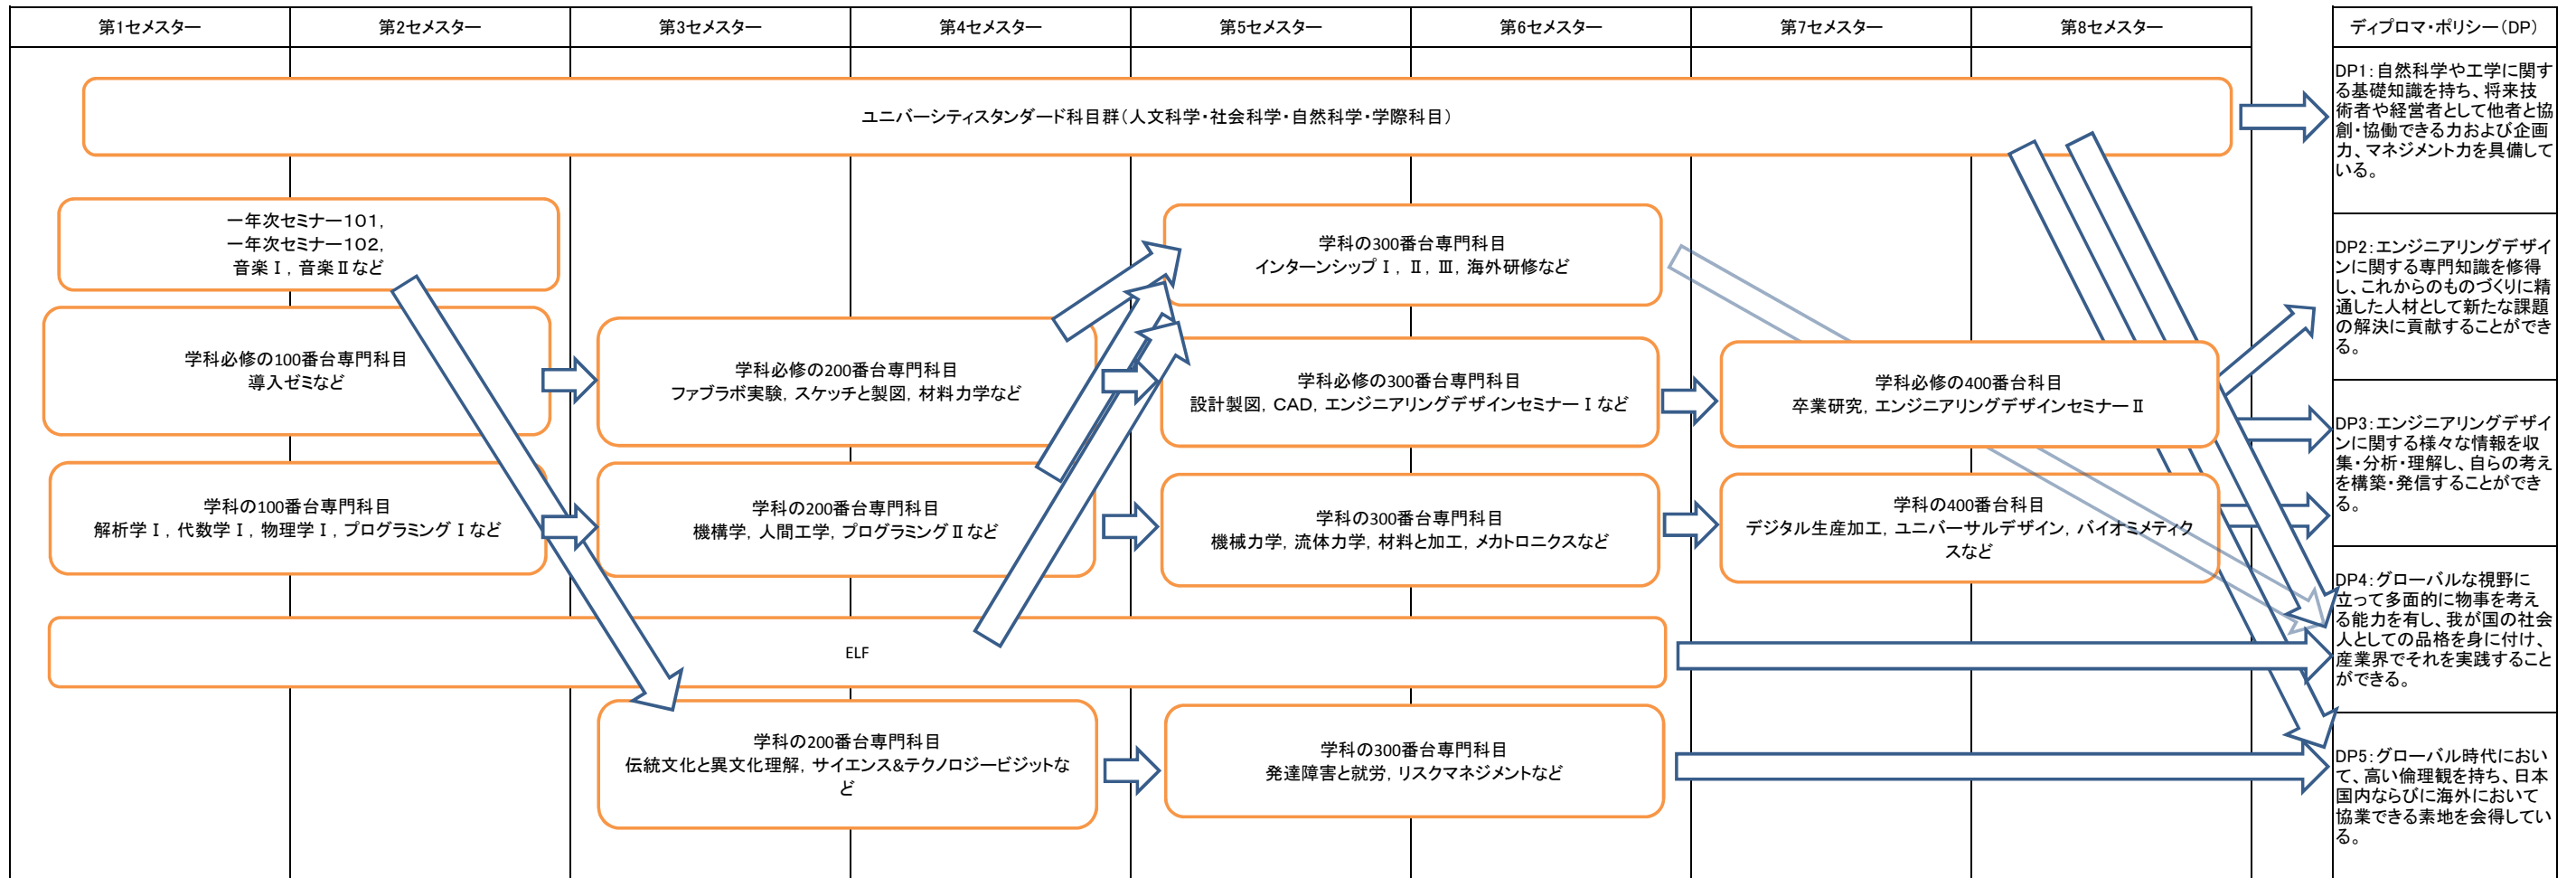 第1セメスター
第2セメスター
第3セメスター
第4セメスター
第5セメスター
第6セメスター
第7セメスター
第8セメスター
ディプロマ・ポリシー(DP)
ユニバーシティスタンダード科目群(人文科学・社会科学・自然科学・学際科目)
一年次セミナー101,
一年次セミナー102,
音楽Ⅰ, 音楽Ⅱなど
学科必修の100番台専門科目
導入ゼミなど
学科の100番台専門科目
解析学Ⅰ, 代数学Ⅰ, 物理学Ⅰ, プログラミングⅠなど
学科必修の200番台専門科目
ファブラボ実験, スケッチと製図, 材料力学など
学科の200番台専門科目
機構学, 人間工学, プログラミングⅡなど
ELF
学科の200番台専門科目
伝統文化と異文化理解, サイエンス&テクノロジービジットな
ど
学科の300番台専門科目
インターンシップⅠ, Ⅱ, Ⅲ, 海外研修など
学科必修の300番台専門科目
設計製図, CAD, エンジニアリングデザインセミナーⅠなど
学科の300番台専門科目
機械力学, 流体力学, 材料と加工, メカトロニクスなど
学科の300番台専門科目
発達障害と就労, リスクマネジメントなど
学科必修の400番台科目
卒業研究, エンジニアリングデザインセミナーⅡ
学科の400番台科目
デジタル生産加工, ユニバーサルデザイン, バイオミメティク
スなど
DP1:自然科学や工学に関す
る基礎知識を持ち、将来技
術者や経営者として他者と協
創・協働できる力および企画
力、マネジメント力を具備して
いる。
DP2:エンジニアリングデザイ
ンに関する専門知識を修得
し、これからのものづくりに精
通した人材として新たな課題
の解決に貢献することができ
る。
DP3:エンジニアリングデザイ
ンに関する様々な情報を収
集・分析・理解し、自らの考え
を構築・発信することができ
る。
DP4:グローバルな視野に
立って多面的に物事を考え
る能力を有し、我が国の社会
人としての品格を身に付け、
産業界でそれを実践すること
ができる。
DP5:グローバル時代におい
て、高い倫理観を持ち、日本
国内ならびに海外において
協業できる素地を会得してい
る。